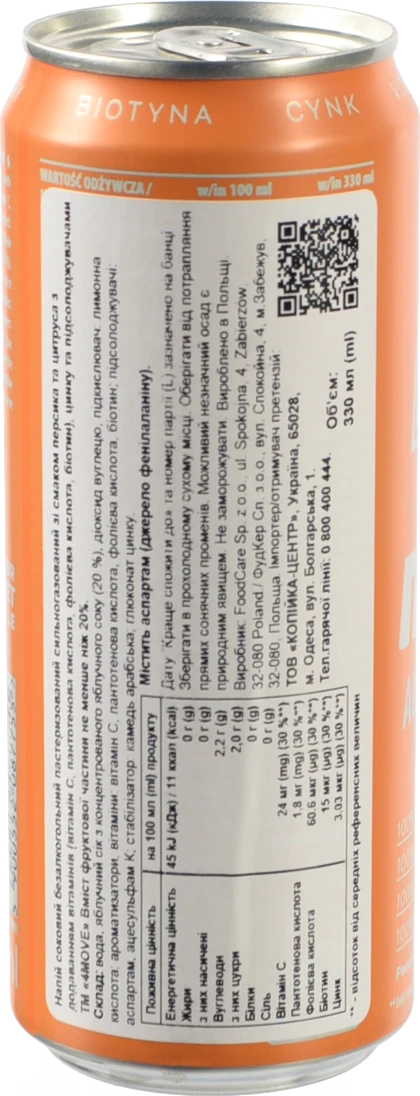 BIOTYNA CYNK
WARTOŚĆ ODŻYWCZA / w/in 100 ml w/in 330 ml
Напій соковий безалкогольний пастеризований сильногазований зі смаком персика та цитруса з
додаванням вітамінів (вітамін С, пантотенова кислота, фолієва кислота, біотин), цинку та підсолоджувачами
ТМ «4MOVE» Вміст фруктової частини не менше ніж 20%.
Склад: вода, яблучний сік з концентрованого яблучного соку (20 %), діоксид вуглецю, підкислювач: лимонна
кислота, ароматизатори, вітаміни: вітамін С, пантотенова кислота, фолієва кислота, біотин; підсолоджувачі:
аспартам, ацесульфам К; стабілізатор: камедь арабська, глюконат цинку.
Містить аспартам (джерело фенілаланіну).
Поживна цінність на 100 мл (ml) продукту
Енергетична цінність 45 kJ (кДж) / 11 ккал (kcal)
Жири 0 г (g)
з них насичені 0 г (g)
Вуглеводи 2,2 г (g)
з них цукри 2,0 г (g)
Білки 0 г (g)
Сіль 0 г (g)
Вітамін С 24 мг (mg) (30 %**)
Пантотенова кислота 1.8 мг (mg) (30 %**)
Фолієва кислота 60.6 мкг (µg) (30 %**)
Біотин 15 мкг (µg) (30 %**)
Цинк 3.03 мкг (µg) (30 %**)
** - відсоток від середніх референсних величин
Дату "Краще спожити до» та номер партії (L) зазначено на банці
Зберігати в прохолодному сухому місці. Оберігати від потрапляння
прямих сонячних променів. Можливий незначний осад є
природним явищем. Не заморожувати. Вироблено в Польщі.
Виробник: FoodCare Sp. z o.o., ul. Spokojna, 4, Zabierzów
32-080 Poland./ ФудКер Сп. з о.о., вул. Спокойна, 4, м.Забежув,
32-080, Польща. Імпортер/отримувач претензій:
ТОВ «КОПІЙКА-ЦЕНТР», Україна, 65028,
м. Одеса, вул. Болгарська, 1.
Тел.гарячої лінії: 0 800 400 444.
Об'єм:
330 мл (ml)